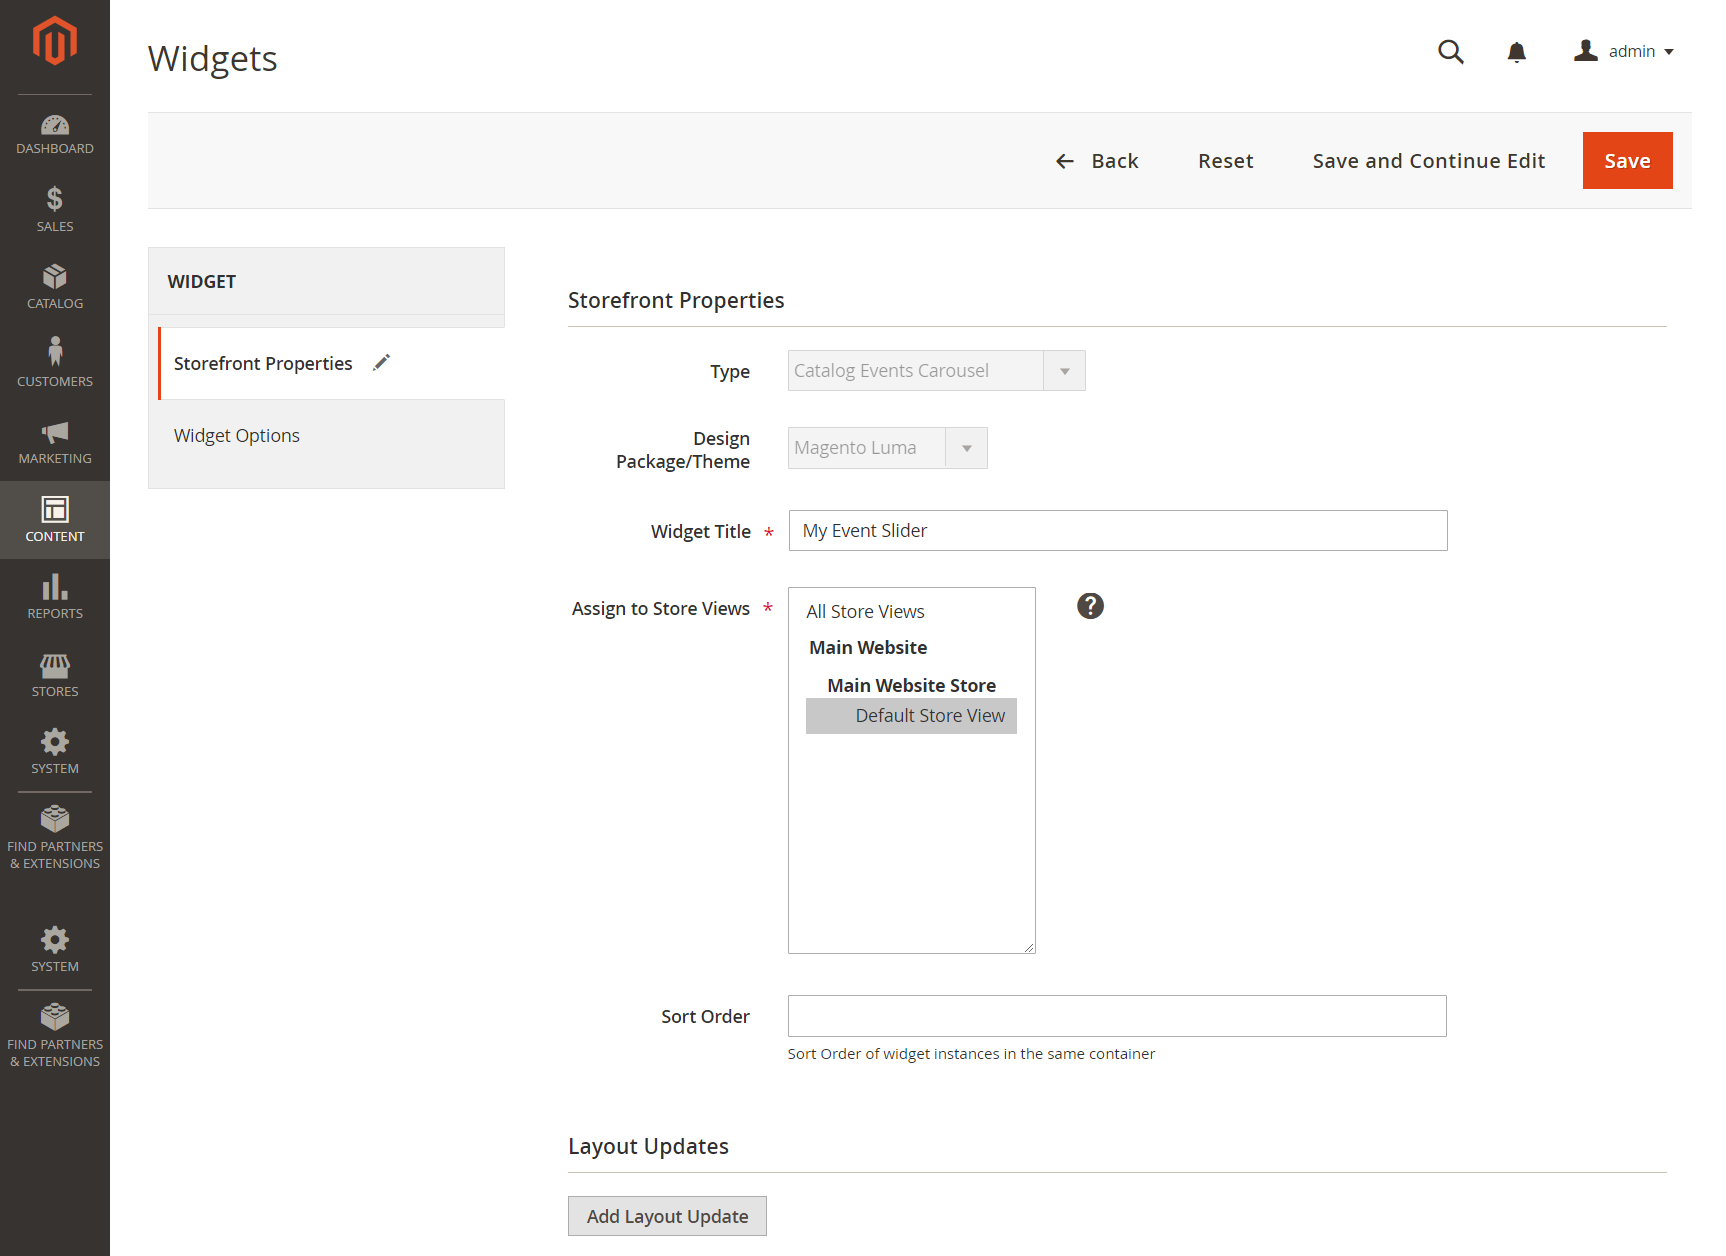 Widgets
admin
Back
Reset
Save and Continue Edit
Save
DASHBOARD
SALES
CATALOG
CUSTOMERS
MARKETING
CONTENT
REPORTS
STORES
SYSTEM
FIND PARTNERS
& EXTENSIONS
SYSTEM
FIND PARTNERS
& EXTENSIONS
WIDGET
Storefront Properties
Widget Options
Storefront Properties
Type
Catalog Events Carousel
Design
Package/Theme
Magento Luma
Widget Title *
My Event Slider
Assign to Store Views *
All Store Views
Main Website
Main Website Store
Default Store View
?
Sort Order
Sort Order of widget instances in the same container
Layout Updates
Add Layout Update